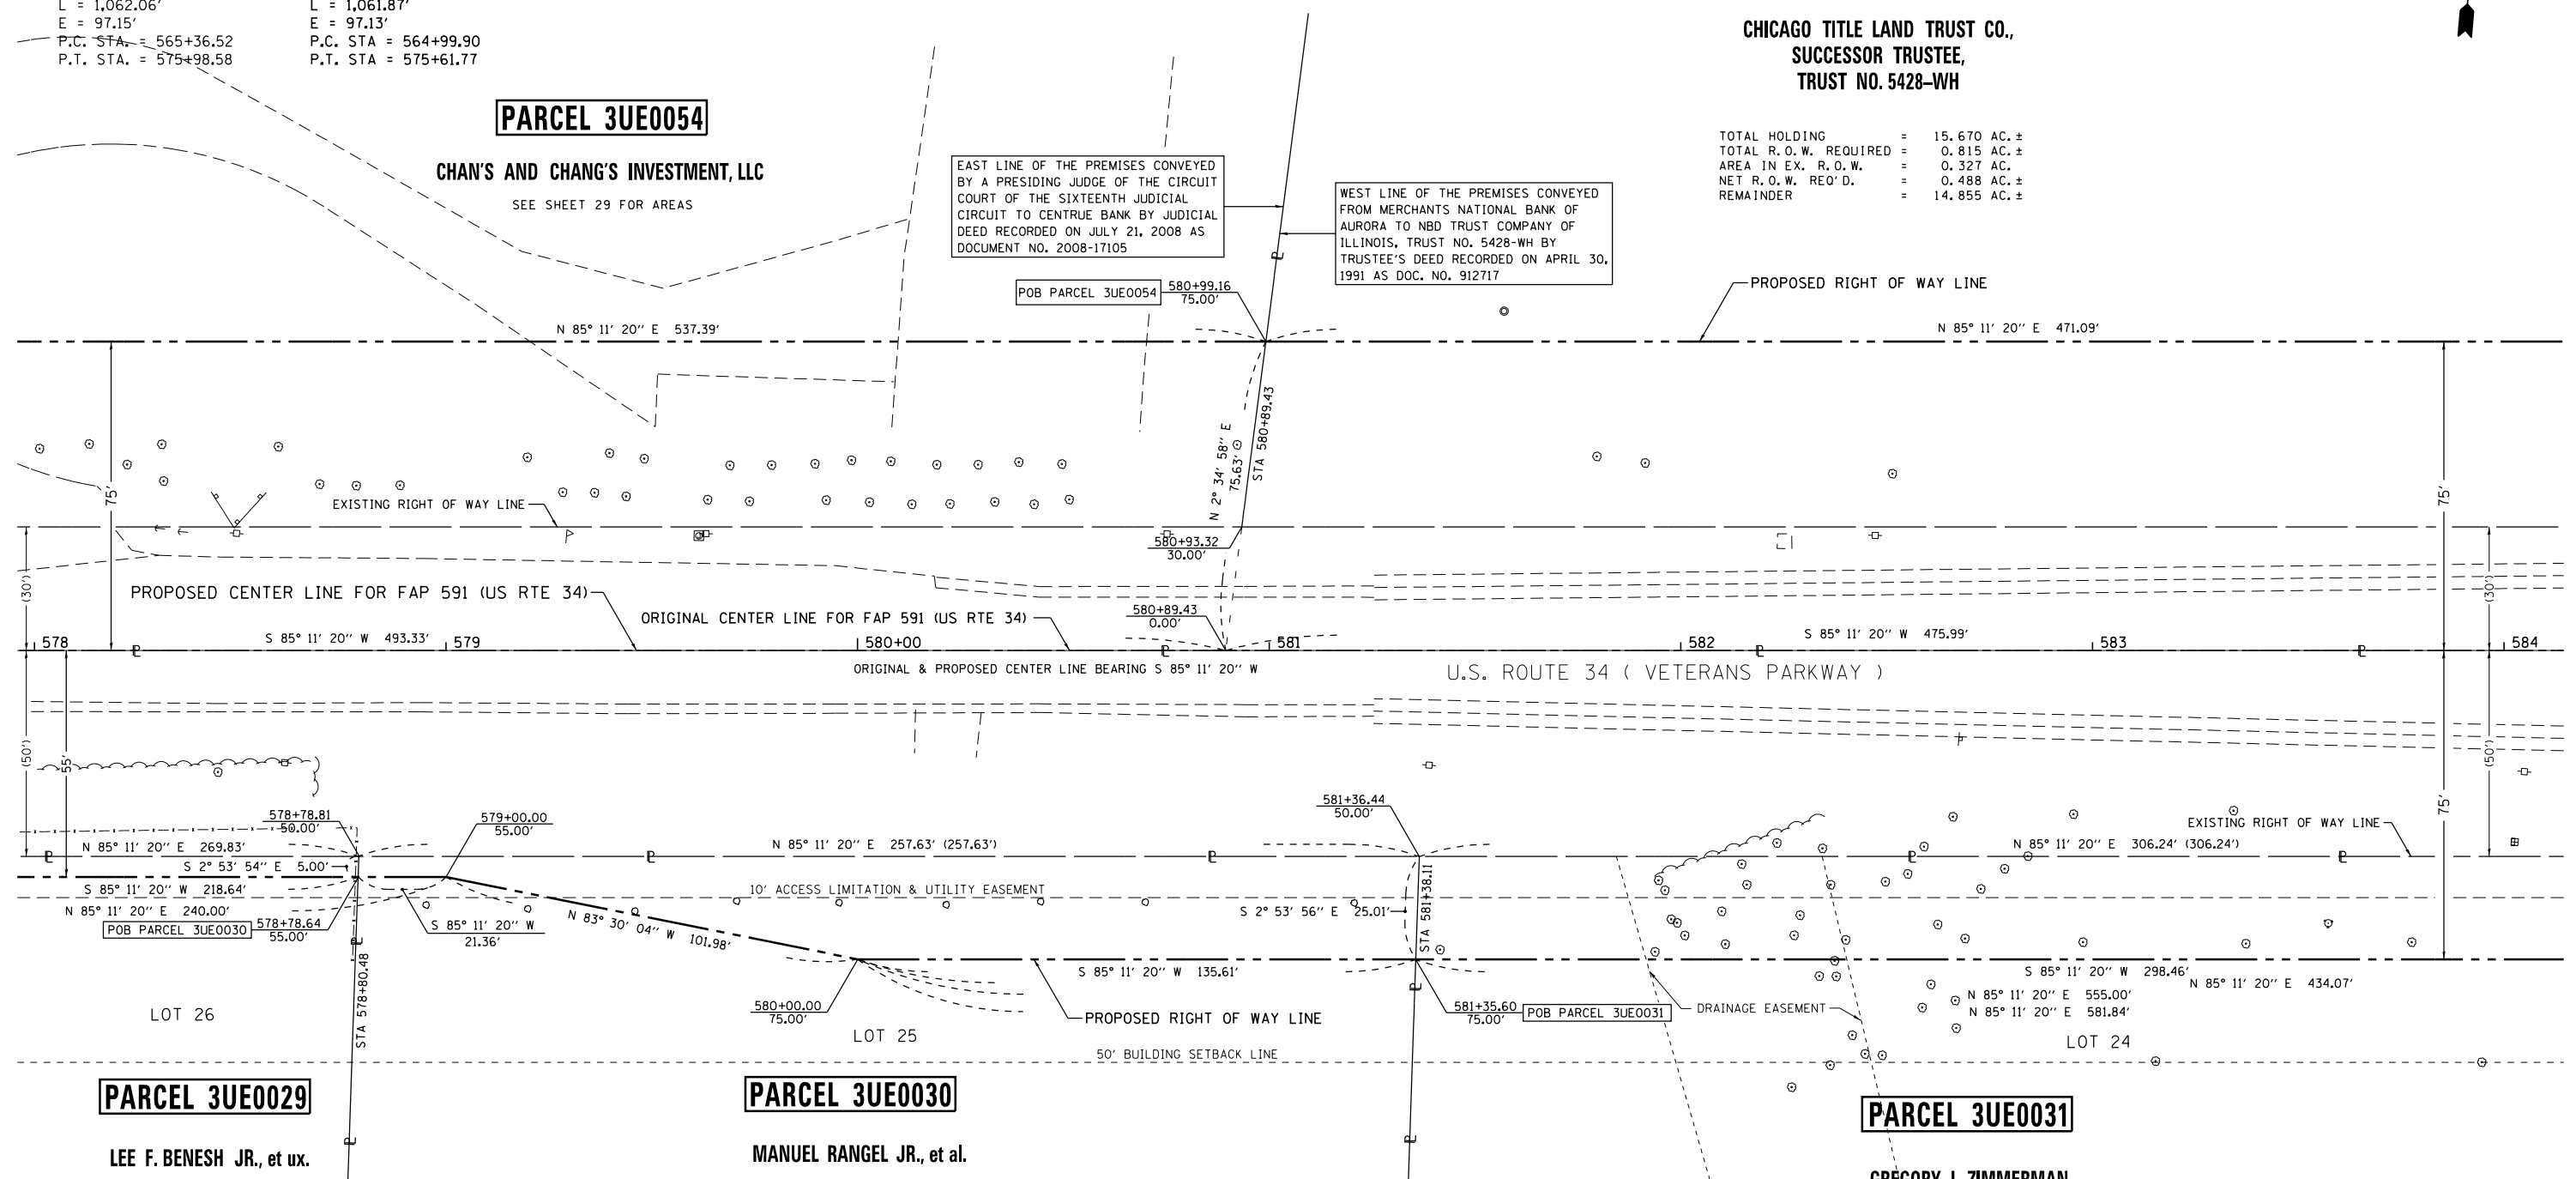 L = 1,062.06'
E = 97.15'
P.C. STA. = 565+36.52
P.T. STA. = 575+98.58
L = 1,061.87'
E = 97.13'
P.C. STA = 564+99.90
P.T. STA = 575+61.77
PARCEL 3UE0054
CHAN'S AND CHANG'S INVESTMENT, LLC
SEE SHEET 29 FOR AREAS
CHICAGO TITLE LAND TRUST CO.,
SUCCESSOR TRUSTEE,
TRUST NO. 5428–WH
TOTAL HOLDING = 15.670 AC.±
TOTAL R.O.W. REQUIRED = 0.815 AC.±
AREA IN EX. R.O.W. = 0.327 AC.
NET R.O.W. REQ'D. = 0.488 AC.±
REMAINDER = 14.855 AC.±
EAST LINE OF THE PREMISES CONVEYED
BY A PRESIDING JUDGE OF THE CIRCUIT
COURT OF THE SIXTEENTH JUDICIAL
CIRCUIT TO CENTRUE BANK BY JUDICIAL
DEED RECORDED ON JULY 21, 2008 AS
DOCUMENT NO. 2008-17105
WEST LINE OF THE PREMISES CONVEYED
FROM MERCHANTS NATIONAL BANK OF
AURORA TO NBD TRUST COMPANY OF
ILLINOIS, TRUST NO. 5428-WH BY
TRUSTEE'S DEED RECORDED ON APRIL 30,
1991 AS DOC. NO. 912717
POB PARCEL 3UE0054
580+99.16
75.00'
PROPOSED RIGHT OF WAY LINE
N 85° 11' 20'' E 537.39'
N 85° 11' 20'' E 471.09'
75'
N 2° 34' 58'' E
75.63'
STA 580+89.43
75'
EXISTING RIGHT OF WAY LINE
580+93.32
30.00'
(30')
(30')
PROPOSED CENTER LINE FOR FAP 591 (US RTE 34)
ORIGINAL CENTER LINE FOR FAP 591 (US RTE 34)
580+89.43
0.00'
578
S 85° 11' 20'' W 493.33'
579
580+00
581
582
S 85° 11' 20'' W 475.99'
583
584
ORIGINAL & PROPOSED CENTER LINE BEARING S 85° 11' 20'' W
U.S. ROUTE 34 ( VETERANS PARKWAY )
(50')
55'
(50')
75'
578+78.81
50.00'
579+00.00
55.00'
581+36.44
50.00'
EXISTING RIGHT OF WAY LINE
N 85° 11' 20'' E 269.83'
N 85° 11' 20'' E 257.63' (257.63')
N 85° 11' 20'' E 306.24' (306.24')
S 2° 53' 54'' E 5.00'
S 85° 11' 20'' W 218.64'
10' ACCESS LIMITATION & UTILITY EASEMENT
N 85° 11' 20'' E 240.00'
S 2° 53' 56'' E 25.01'
STA 581+38.11
POB PARCEL 3UE0030
578+78.64
55.00'
S 85° 11' 20'' W
21.36'
N 83° 30' 04'' W 101.98'
STA 578+80.48
S 85° 11' 20'' W 135.61'
S 85° 11' 20'' W 298.46'
N 85° 11' 20'' E 434.07'
N 85° 11' 20'' E 555.00'
N 85° 11' 20'' E 581.84'
LOT 26
580+00.00
75.00'
PROPOSED RIGHT OF WAY LINE
581+35.60
75.00'
POB PARCEL 3UE0031
DRAINAGE EASEMENT
LOT 25
LOT 24
50' BUILDING SETBACK LINE
PARCEL 3UE0029
PARCEL 3UE0030
PARCEL 3UE0031
LEE F. BENESH JR., et ux.
MANUEL RANGEL JR., et al.
GREGORY J. ZIMMERMAN